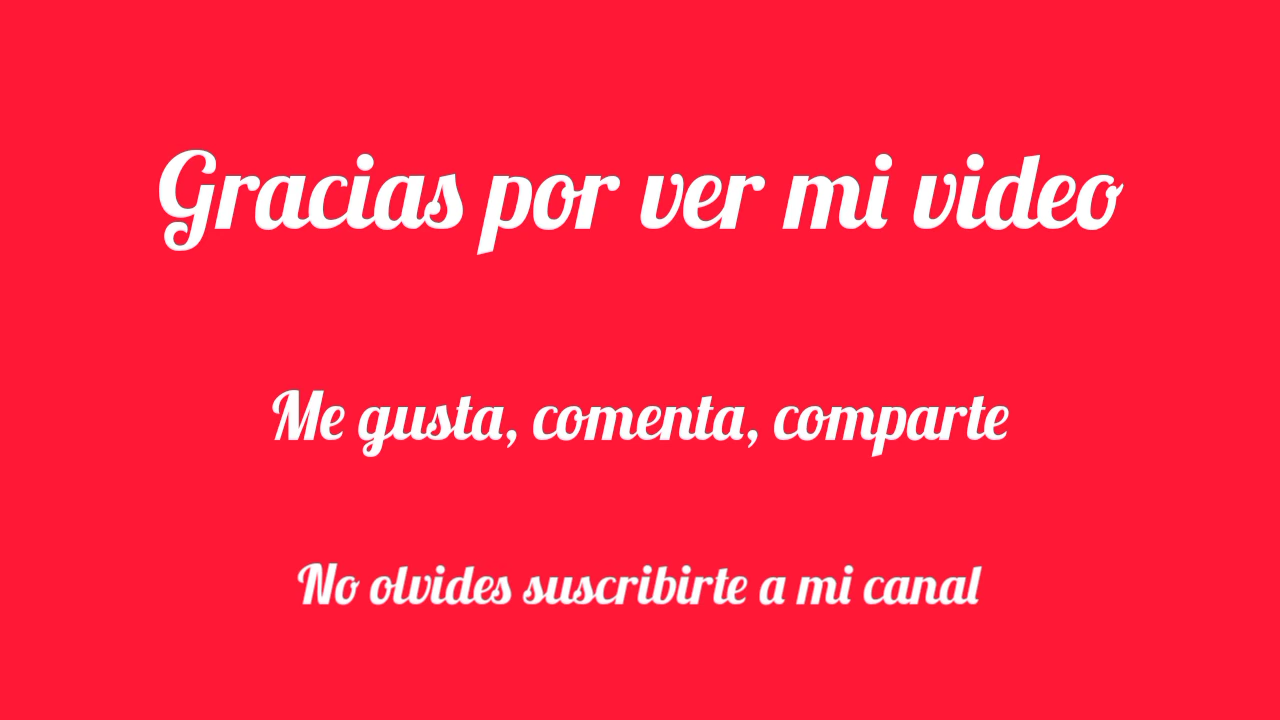 Gracias por ver mi video
Me gusta, comenta, comparte
No olvides suscribirte a mi canal